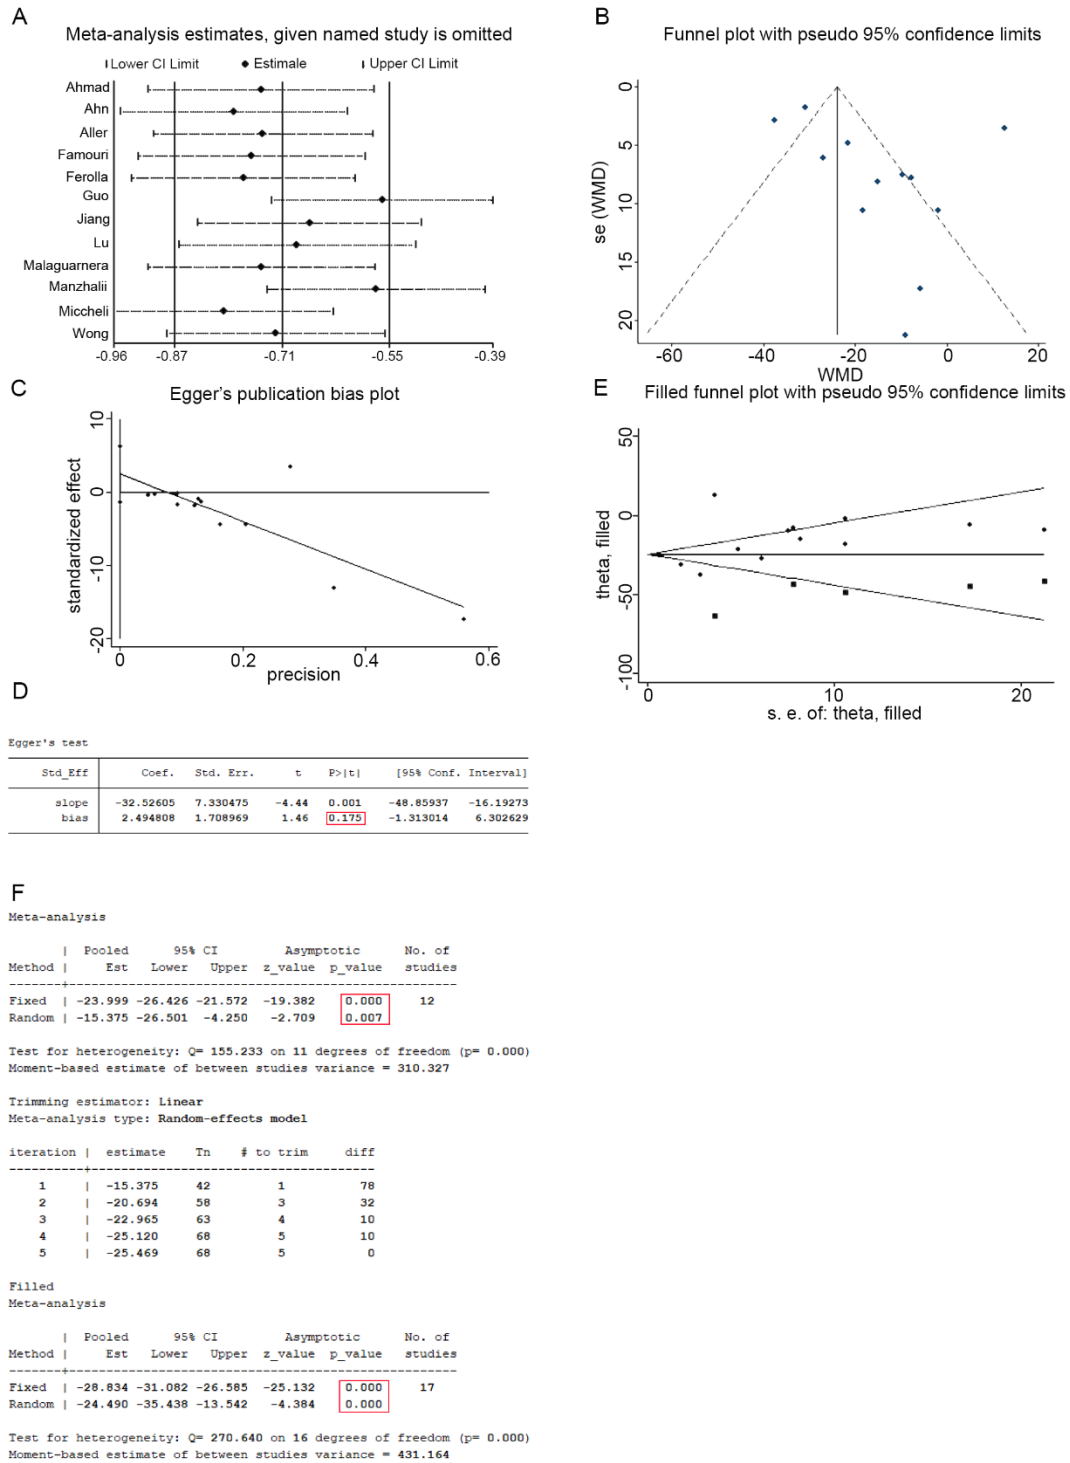 A
Meta-analysis estimates, given named study is omitted
Lower CI Limit Estimale Upper CI Limit
Ahmad
Ahn
Aller
Famouri
Ferolla
Guo
Jiang
Lu
Malaguarnera
Manzhalii
Miccheli
Wong
-0.96 -0.87 -0.71 -0.55 -0.39
B
Funnel plot with pseudo 95% confidence limits
se (WMD)
0
5
10
15
20
-60 -40 -20 0 20
WMD
C
Egger's publication bias plot
standardized effect
10
0
-10
-20
0 0.2 0.4 0.6
precision
E
Filled funnel plot with pseudo 95% confidence limits
theta, filled
50
0
-50
-100
0 10 20
s. e. of: theta, filled
D
Egger's test
Std_Eff Coef. Std. Err. t P>|t| [95% Conf. Interval]
slope -32.52605 7.330475 -4.44 0.001 -48.85937 -16.19273
bias 2.494808 1.708969 1.46 0.175 -1.313014 6.302629
F
Meta-analysis
| Pooled 95% CI Asymptotic No. of
Method | Est Lower Upper z_value p_value studies
Fixed | -23.999 -26.426 -21.572 -19.382 0.000 12
Random | -15.375 -26.501 -4.250 -2.709 0.007
Test for heterogeneity: Q= 155.233 on 11 degrees of freedom (p= 0.000)
Moment-based estimate of between studies variance = 310.327
Trimming estimator: Linear
Meta-analysis type: Random-effects model
iteration | estimate Tn # to trim diff
1 | -15.375 42 1 78
2 | -20.694 58 3 32
3 | -22.965 63 4 10
4 | -25.120 68 5 10
5 | -25.469 68 5 0
Filled
Meta-analysis
| Pooled 95% CI Asymptotic No. of
Method | Est Lower Upper z_value p_value studies
Fixed | -28.834 -31.082 -26.585 -25.132 0.000 17
Random | -24.490 -35.438 -13.542 -4.384 0.000
Test for heterogeneity: Q= 270.640 on 16 degrees of freedom (p= 0.000)
Moment-based estimate of between studies variance = 431.164